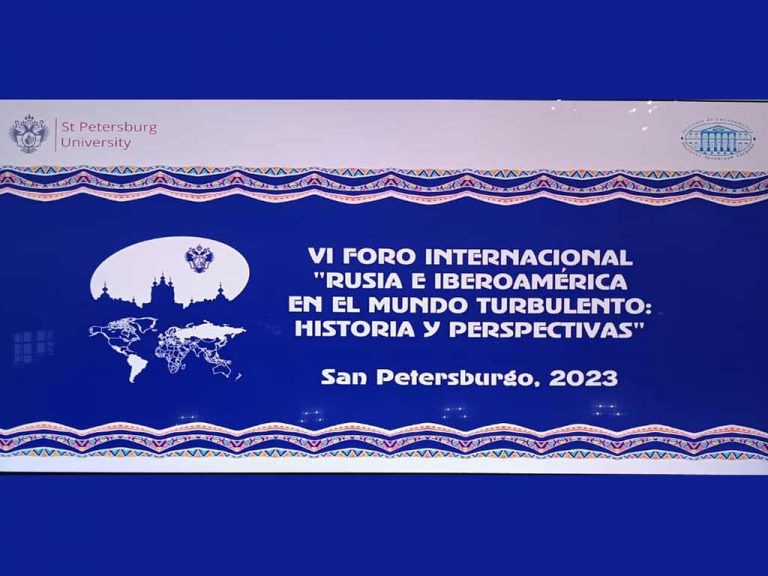 St Petersburg
University
VI FORO INTERNACIONAL
"RUSIA E IBEROAMÉRICA
EN EL MUNDO TURBULENTO:
HISTORIA Y PERSPECTIVAS"
San Petersburgo, 2023